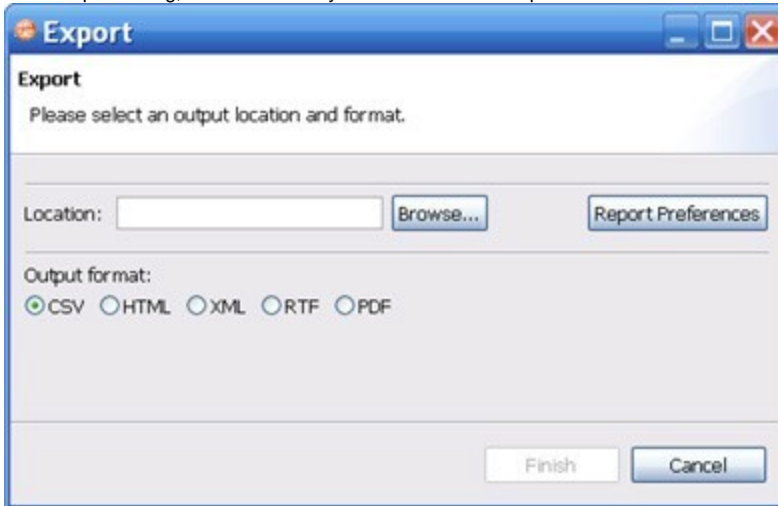 Export
Export
Please select an output location and format.
Location:
Browse...
Report Preferences
Output format:
CSV HTML XML RTF PDF
Finish
Cancel